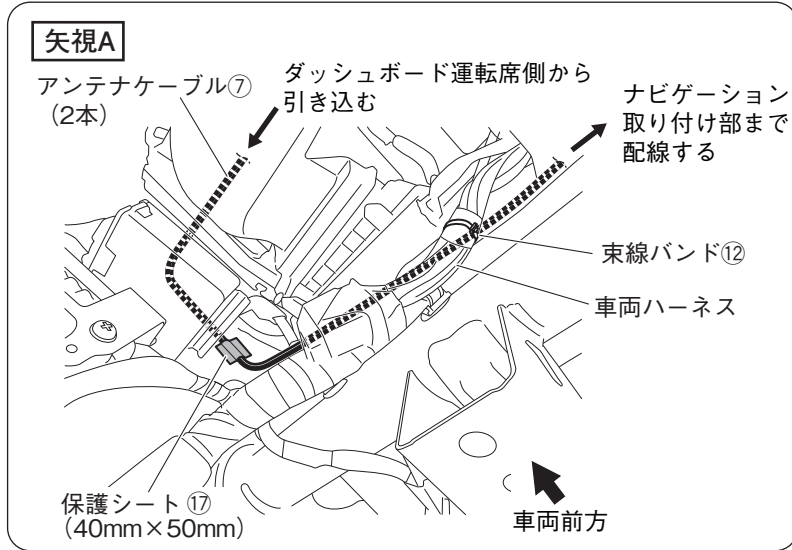 矢視A
アンテナケーブル⑦
（2本）
ダッシュボード運転席側から
引き込む
ナビゲーション
取り付け部まで
配線する
束線バンド⑫
車両ハーネス
保護シート⑰
（40mm×50mm）
車両前方